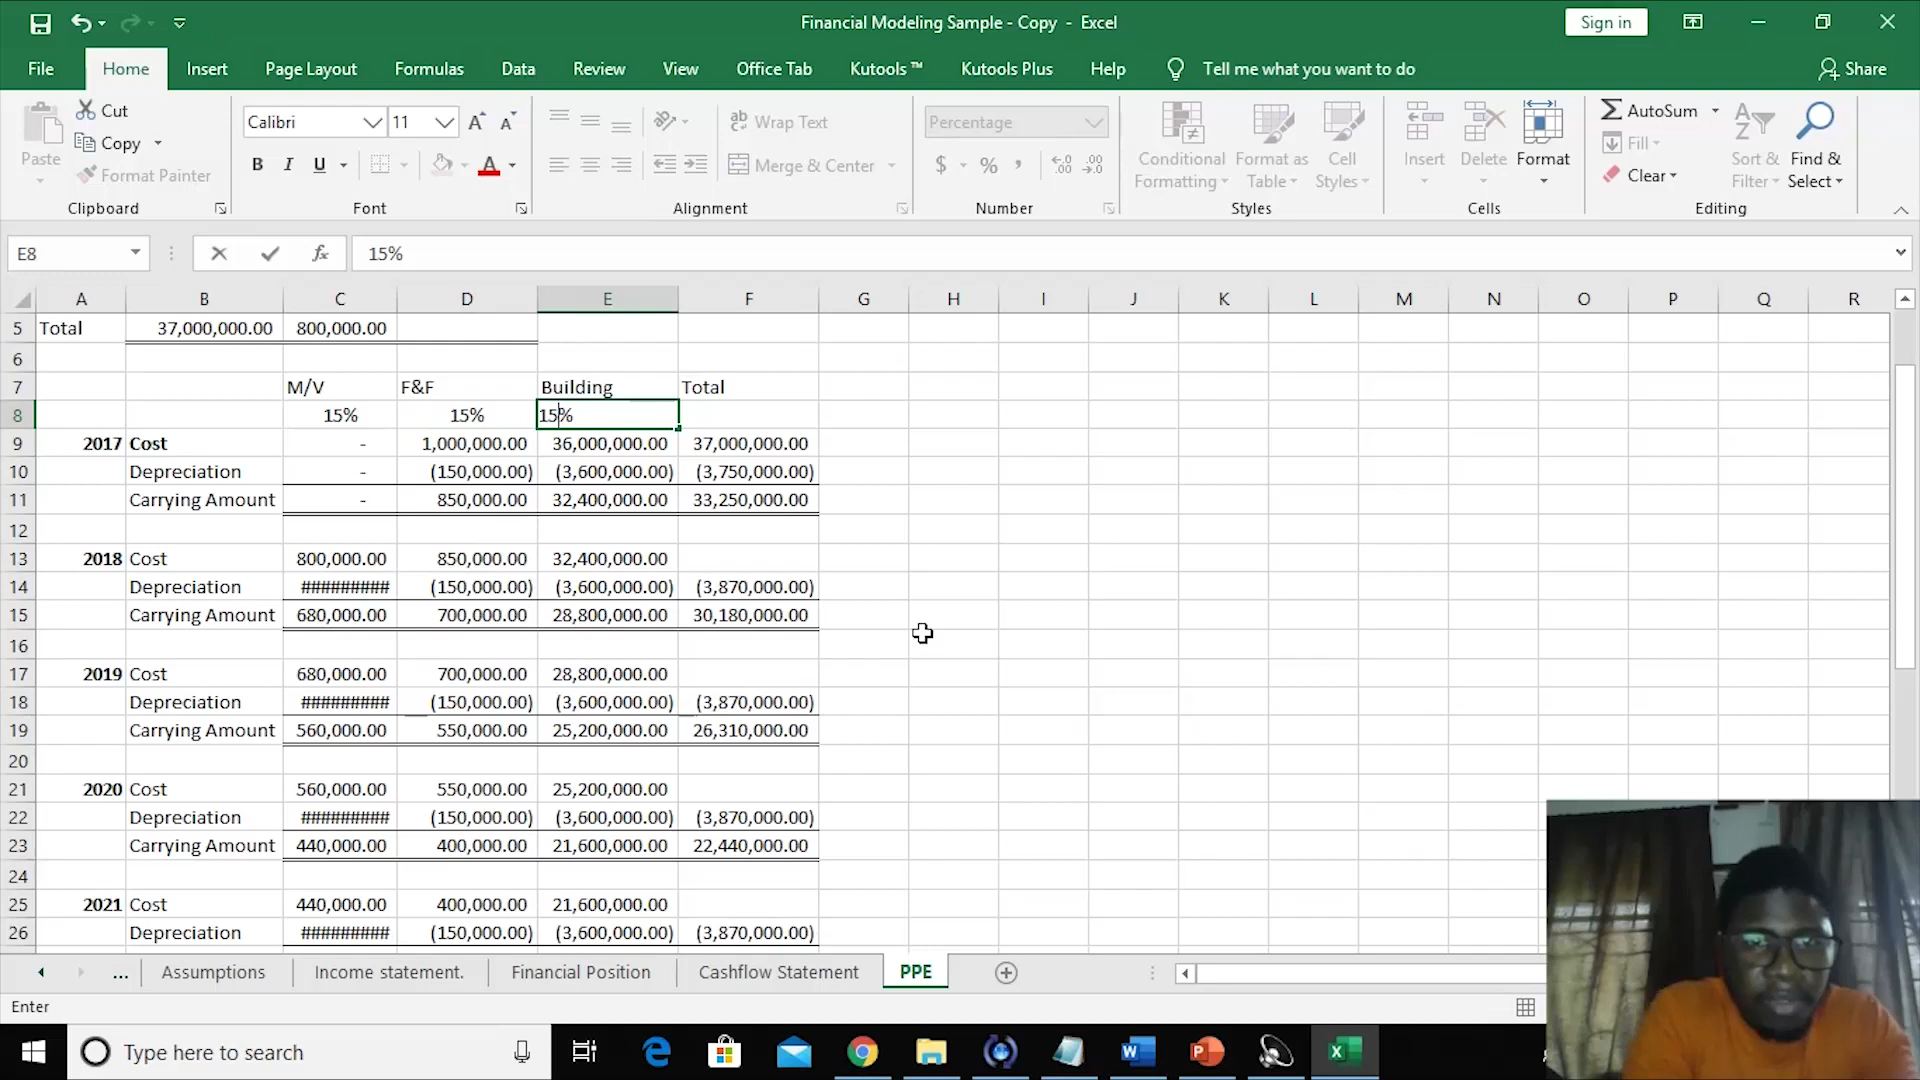 Financial Modeling Sample - Copy - Excel
Sign in
File Home Insert Page Layout Formulas Data Review View Office Tab Kutools ™ Kutools Plus Help Tell me what you want to do Share
Paste
Cut
Copy
Format Painter
Clipboard
Calibri 11
B I U
Font
Wrap Text
Merge & Center
Alignment
Percentage
$ % ,
Number
Conditional Formatting
Format as Table
Cell Styles
Styles
Insert Delete Format
Cells
AutoSum
Fill
Clear
Sort & Filter
Find & Select
Editing
E8 fx 15%
A B C D E F G H I J K L M N O P Q R
5 Total 37,000,000.00 800,000.00
6
7 M/V F&F Building Total
8 15% 15% 15%
9 2017 Cost - 1,000,000.00 36,000,000.00 37,000,000.00
10 Depreciation - (150,000.00) (3,600,000.00) (3,750,000.00)
11 Carrying Amount - 850,000.00 32,400,000.00 33,250,000.00
12
13 2018 Cost 800,000.00 850,000.00 32,400,000.00
14 Depreciation ######### (150,000.00) (3,600,000.00) (3,870,000.00)
15 Carrying Amount 680,000.00 700,000.00 28,800,000.00 30,180,000.00
16
17 2019 Cost 680,000.00 700,000.00 28,800,000.00
18 Depreciation ######### (150,000.00) (3,600,000.00) (3,870,000.00)
19 Carrying Amount 560,000.00 550,000.00 25,200,000.00 26,310,000.00
20
21 2020 Cost 560,000.00 550,000.00 25,200,000.00
22 Depreciation ######### (150,000.00) (3,600,000.00) (3,870,000.00)
23 Carrying Amount 440,000.00 400,000.00 21,600,000.00 22,440,000.00
24
25 2021 Cost 440,000.00 400,000.00 21,600,000.00
26 Depreciation ######### (150,000.00) (3,600,000.00) (3,870,000.00)
... Assumptions Income statement. Financial Position Cashflow Statement PPE
Enter
Type here to search